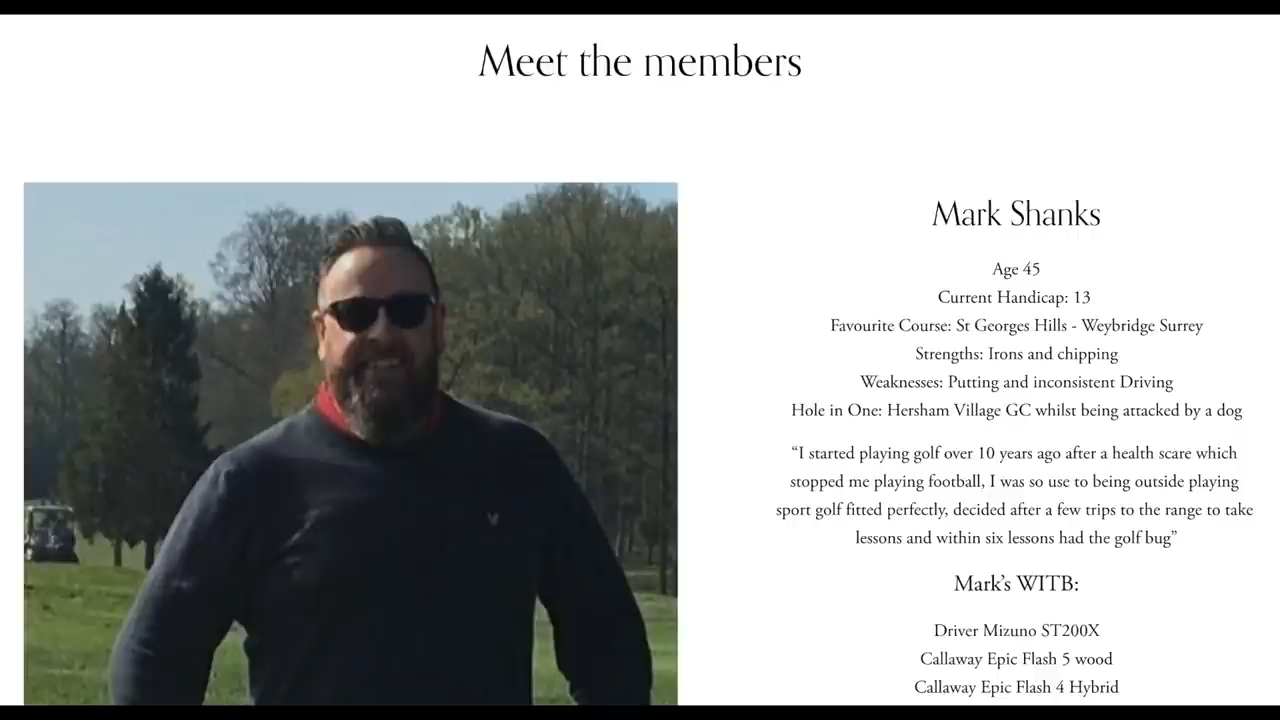 Meet the members
Mark Shanks
Age 45
Current Handicap: 13
Favourite Course: St Georges Hills - Weybridge Surrey
Strengths: Irons and chipping
Weaknesses: Putting and inconsistent Driving
Hole in One: Hersham Village GC whilst being attacked by a dog
“I started playing golf over 10 years ago after a health scare which
stopped me playing football, I was so use to being outside playing
sport golf fitted perfectly, decided after a few trips to the range to take
lessons and within six lessons had the golf bug”
Mark’s WITB:
Driver Mizuno ST200X
Callaway Epic Flash 5 wood
Callaway Epic Flash 4 Hybrid